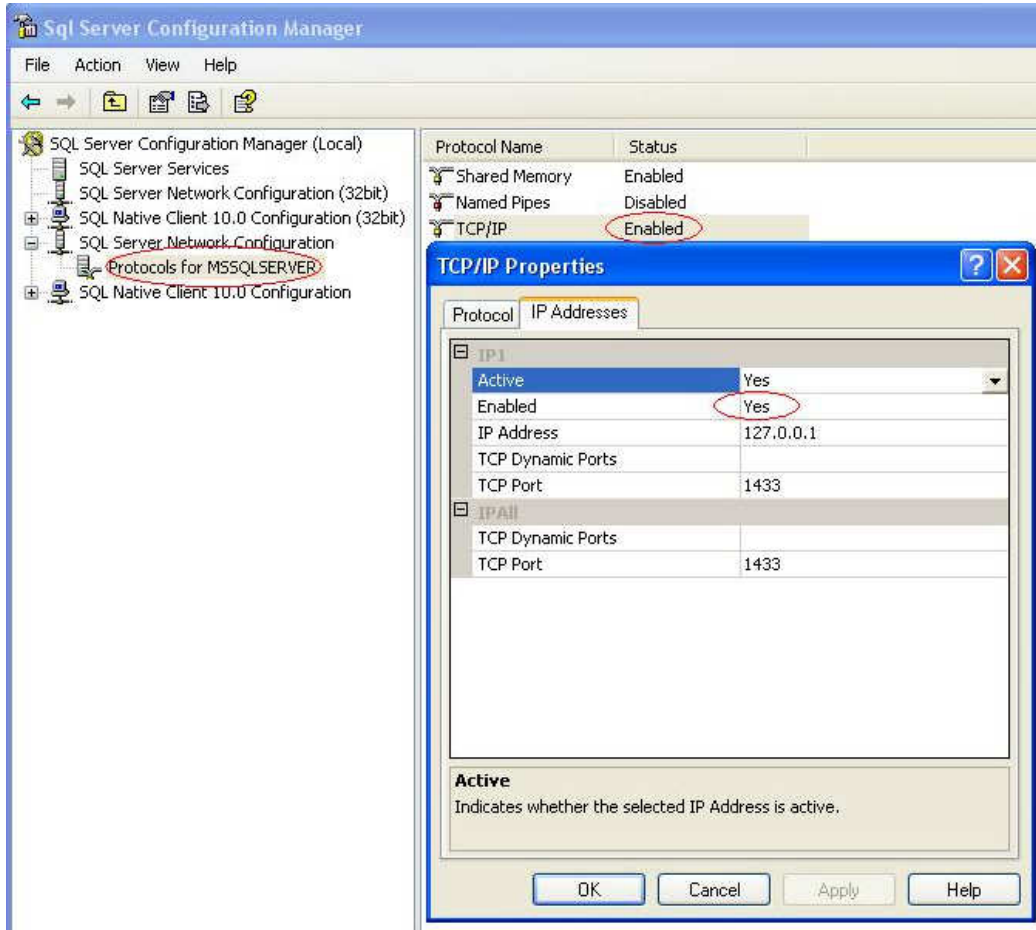 Sql Server Configuration Manager
File Action View Help
SQL Server Configuration Manager (Local)
SQL Server Services
SQL Server Network Configuration (32bit)
SQL Native Client 10.0 Configuration (32bit)
SQL Server Network Configuration
Protocols for MSSQLSERVER
SQL Native Client 10.0 Configuration
Protocol Name Status
Shared Memory Enabled
Named Pipes Disabled
TCP/IP Enabled
TCP/IP Properties
Protocol IP Addresses
IP1
Active Yes
Enabled Yes
IP Address 127.0.0.1
TCP Dynamic Ports
TCP Port 1433
IPAll
TCP Dynamic Ports
TCP Port 1433
Active
Indicates whether the selected IP Address is active.
OK Cancel Apply Help